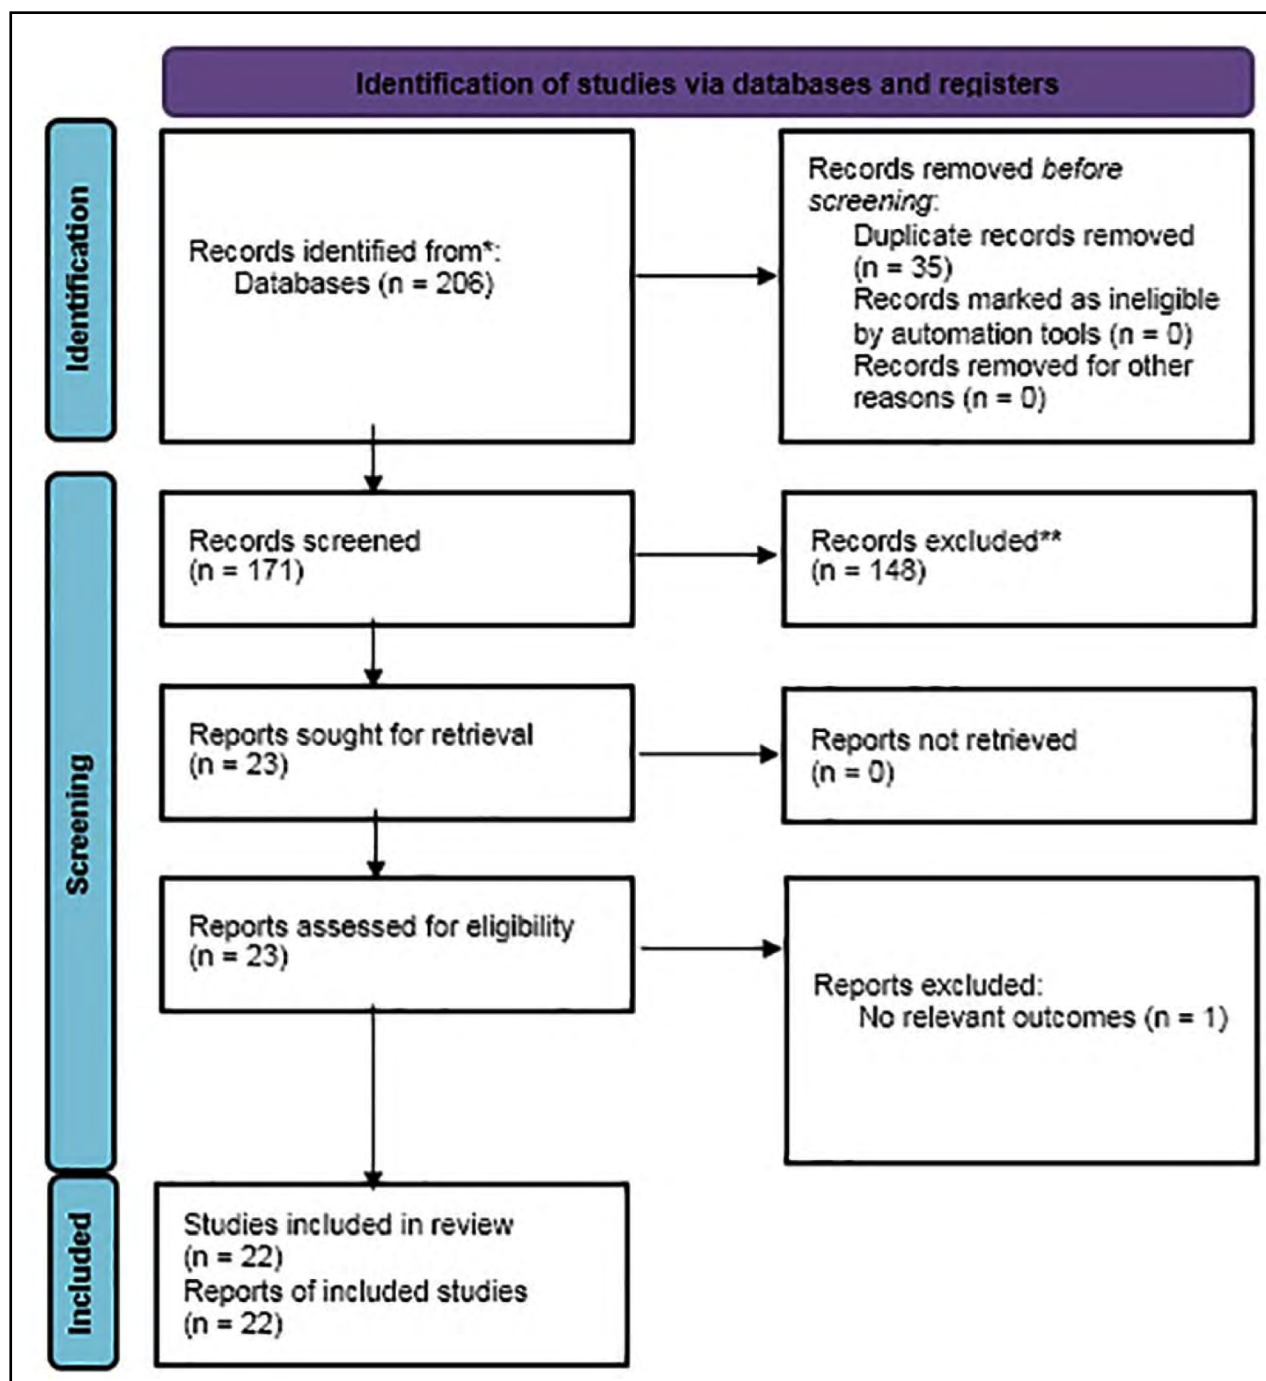 Identification of studies via databases and registers
Identification
Records identified from*:
Databases (n = 206)
Records removed before
screening:
Duplicate records removed
(n = 35)
Records marked as ineligible
by automation tools (n = 0)
Records removed for other
reasons (n = 0)
Screening
Records screened
(n = 171)
Records excluded**
(n = 148)
Reports sought for retrieval
(n = 23)
Reports not retrieved
(n = 0)
Reports assessed for eligibility
(n = 23)
Reports excluded:
No relevant outcomes (n = 1)
Included
Studies included in review
(n = 22)
Reports of included studies
(n = 22)